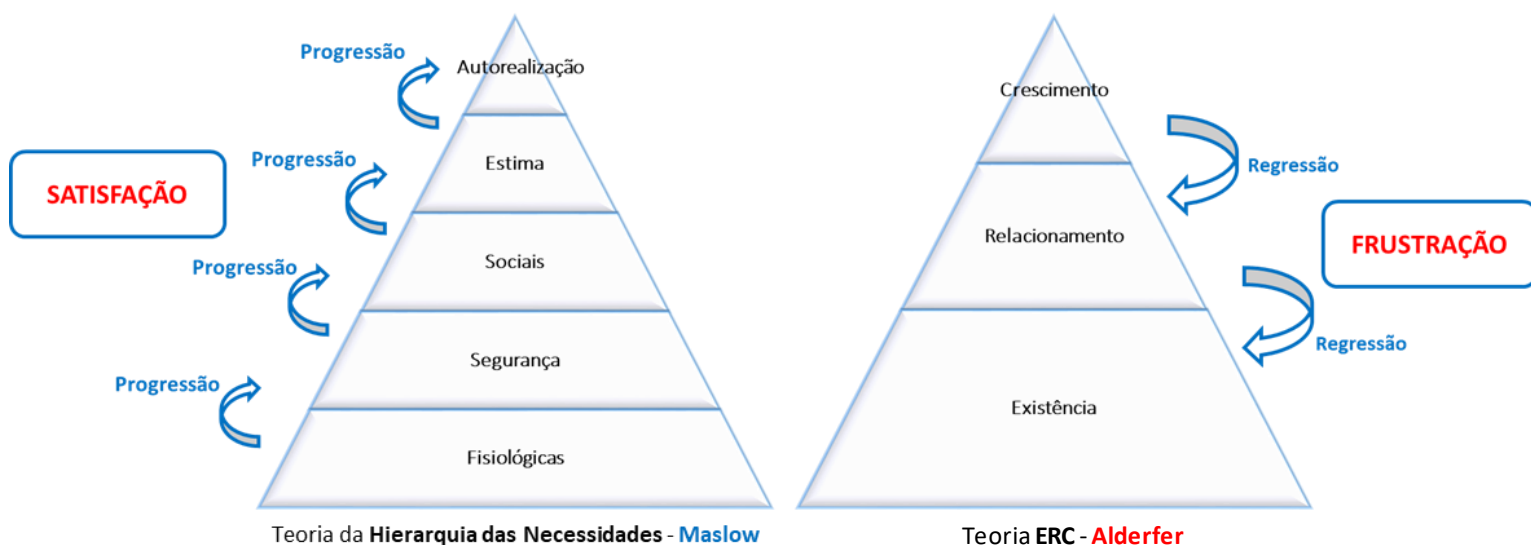 Progressão
Autorealização
Progressão
Estima
SATISFAÇÃO
Progressão
Sociais
Progressão
Segurança
Fisiológicas
Teoria da Hierarquia das Necessidades - Maslow
Crescimento
Regressão
Relacionamento
FRUSTRAÇÃO
Regressão
Existência
Teoria ERC - Alderfer